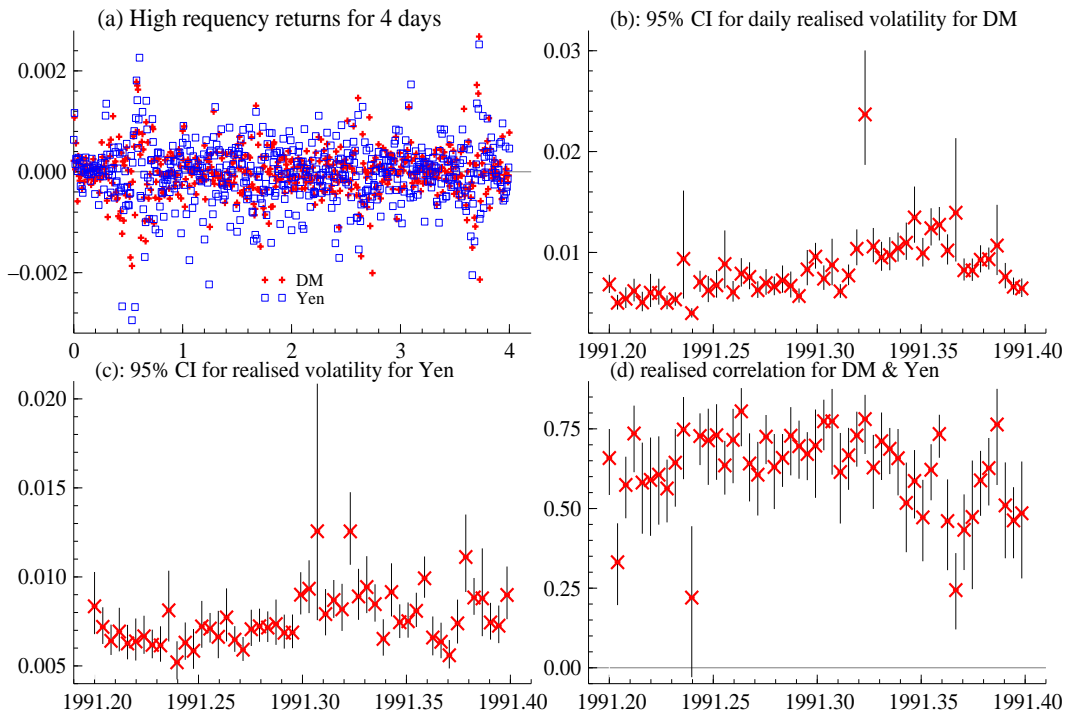 (a) High requency returns for 4 days
0.002
0.000
−0.002
DM
Yen
0 1 2 3 4
(b): 95% CI for daily realised volatility for DM
0.03
0.02
0.01
1991.20 1991.25 1991.30 1991.35 1991.40
(c): 95% CI for realised volatility for Yen
0.020
0.015
0.010
0.005
1991.20 1991.25 1991.30 1991.35 1991.40
(d) realised correlation for DM & Yen
0.75
0.50
0.25
0.00
1991.20 1991.25 1991.30 1991.35 1991.40